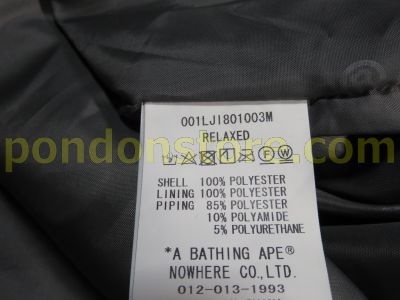 001LJI801003M
RELAXED
SHELL 100% POLYESTER
LINING 100% POLYESTER
PIPING 85% POLYESTER
10% POLYAMIDE
5% POLYURETHANE
"A BATHING APE®
NOWHERE CO.,LTD.
012-013-1993
pondonstore.com